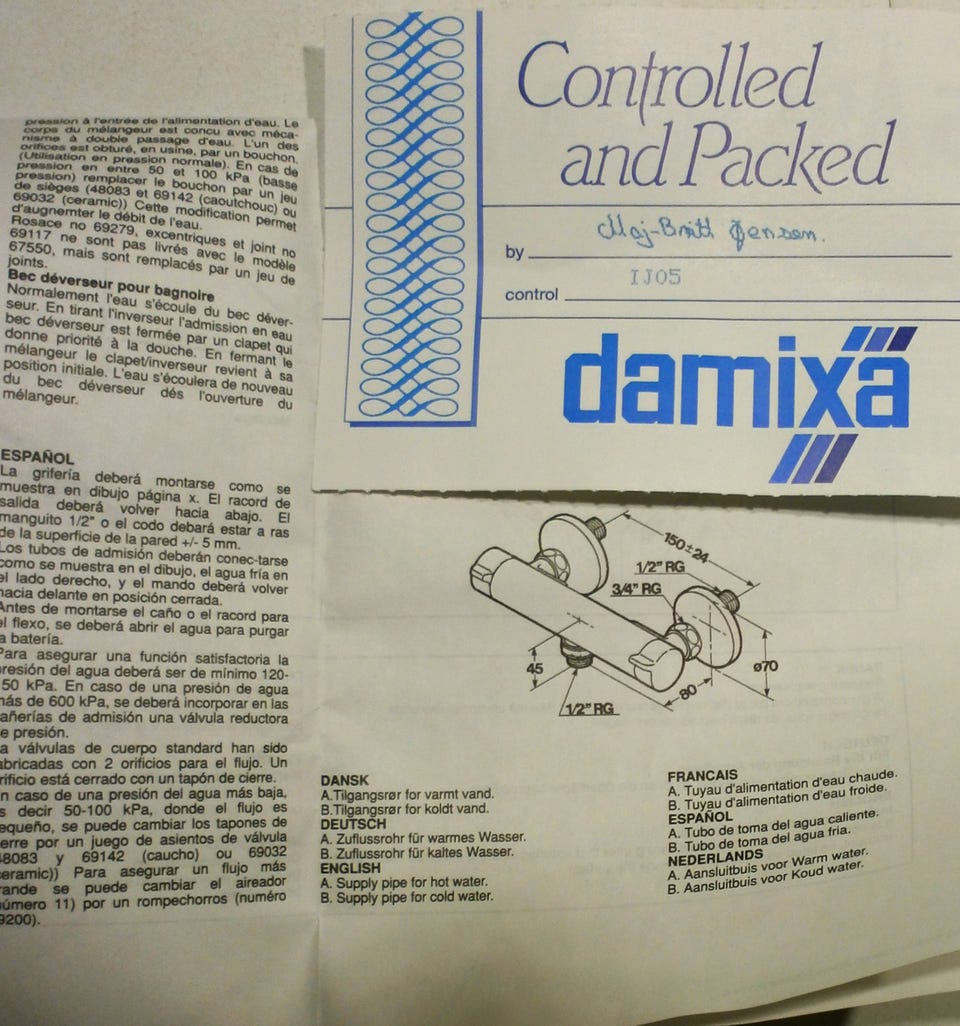 pression à l'entrée de l'alimentation d'eau. Le
corps du mélangeur est concu avec méca-
nisme à double passage d'eau. L'un des
orifices est obturé, en usine, par un bouchon.
(Utilisation en pression normale). En cas de
pression en entre 50 et 100 kPa (basse
pression) remplacer le bouchon par un jeu
de sièges (48083 et 69142 (caoutchouc) ou
69032 (ceramic)) Cette modification permet
d'augnemter le débit de l'eau.
Rosace no 69279, excentriques et joint no
69117 ne sont pas livrés avec le modèle
67550, mais sont remplacés par un jeu de
joints.
Bec déverseur pour bagnoire
Normalement l'eau s'écoule du bec déver-
seur. En tirant l'inverseur l'admission en eau
bec déverseur est fermée par un clapet qui
donne priorité à la douche. En fermant le
mélangeur le clapet/inverseur revient à sa
position initiale. L'eau s'écoulera de nouveau
du bec déverseur dés l'ouverture du
mélangeur.
ESPAÑOL
La grifería deberá montarse como se
muestra en dibujo página x. El racord de
salida deberá volver hacia abajo. El
manguito 1/2" o el codo debará estar a ras
de la superficie de la pared +/- 5 mm.
Los tubos de admisión deberán conec-tarse
como se muestra en el dibujo, el agua fría en
el lado derecho, y el mando deberá volver
hacia delante en posición cerrada.
Antes de montarse el caño o el racord para
el flexo, se deberá abrir el agua para purgar
la batería.
Para asegurar una función satisfactoria la
presión del agua deberá ser de mínimo 120-
150 kPa. En caso de una presión de agua
más de 600 kPa, se deberá incorporar en las
cañerías de admisión una válvula reductora
de presión.
La válvulas de cuerpo standard han sido
fabricadas con 2 orificios para el flujo. Un
orificio está cerrado con un tapón de cierre.
En caso de una presión del agua más baja,
es decir 50-100 kPa, donde el flujo es
pequeño, se puede cambiar los tapones de
cierre por un juego de asientos de válvula
48083 y 69142 (caucho) ou 69032
(ceramic)) Para asegurar un flujo más
grande se puede cambiar el aireador
(número 11) por un rompechorros (numéro
69200).
Controlled
and Packed
by Maj-Britt Jensen.
control IJ05
damixa
150±24
1/2" RG
3/4" RG
45
ø70
80
1/2" RG
DANSK
A.Tilgangsrør for varmt vand.
B.Tilgangsrør for koldt vand.
DEUTSCH
A. Zuflussrohr für warmes Wasser.
B. Zuflussrohr für kaltes Wasser.
ENGLISH
A. Supply pipe for hot water.
B. Supply pipe for cold water.
FRANCAIS
A. Tuyau d'alimentation d'eau chaude.
B. Tuyau d'alimentation d'eau froide.
ESPAÑOL
A. Tubo de toma del agua caliente.
B. Tubo de toma del agua fria.
NEDERLANDS
A. Aansluitbuis voor Warm water.
B. Aansluitbuis voor Koud water.